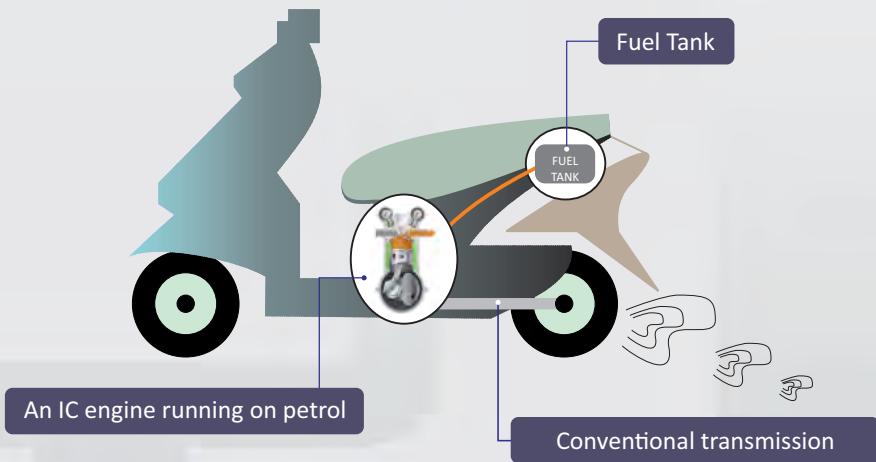 Fuel Tank
FUEL
TANK
An IC engine running on petrol
Conventional transmission